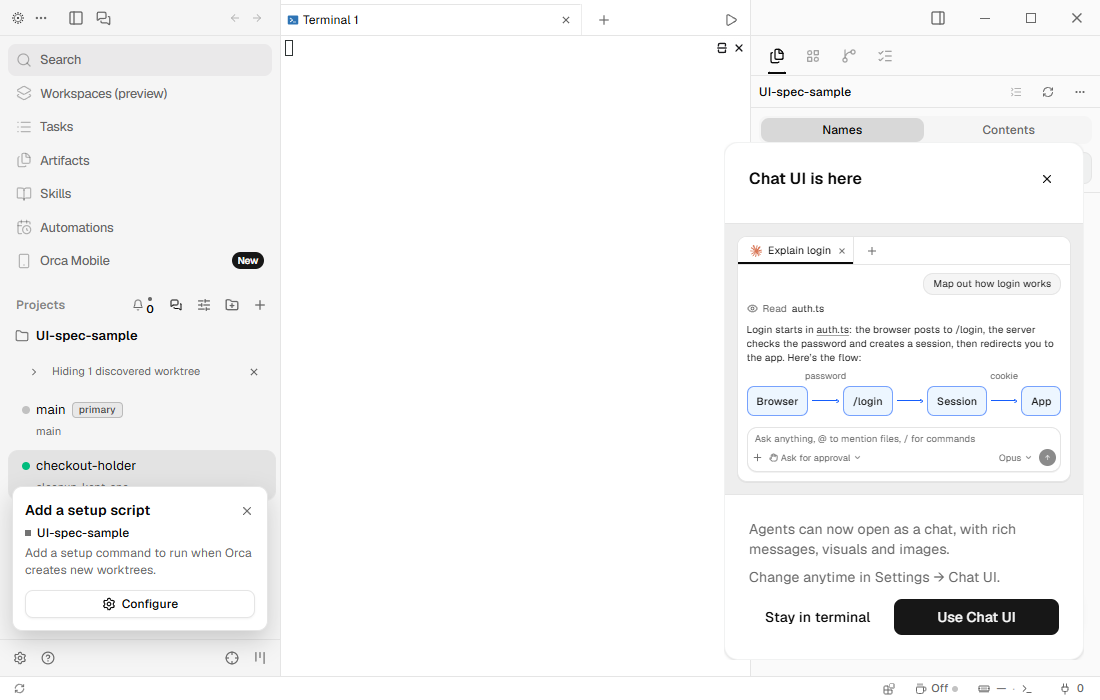 Terminal 1
Search
Workspaces (preview)
Tasks
Artifacts
Skills
Automations
Orca Mobile
New
Projects
0
UI-spec-sample
Hiding 1 discovered worktree
main
primary
main
checkout-holder
Add a setup script
UI-spec-sample
Add a setup command to run when Orca
creates new worktrees.
Configure
UI-spec-sample
Names
Contents
Chat UI is here
Explain login
Map out how login works
Read auth.ts
Login starts in auth.ts: the browser posts to /login, the server
checks the password and creates a session, then redirects you to
the app. Here's the flow:
password
cookie
Browser
/login
Session
App
Ask anything, @ to mention files, / for commands
Ask for approval
Opus
Agents can now open as a chat, with rich
messages, visuals and images.
Change anytime in Settings → Chat UI.
Stay in terminal
Use Chat UI
Off
0